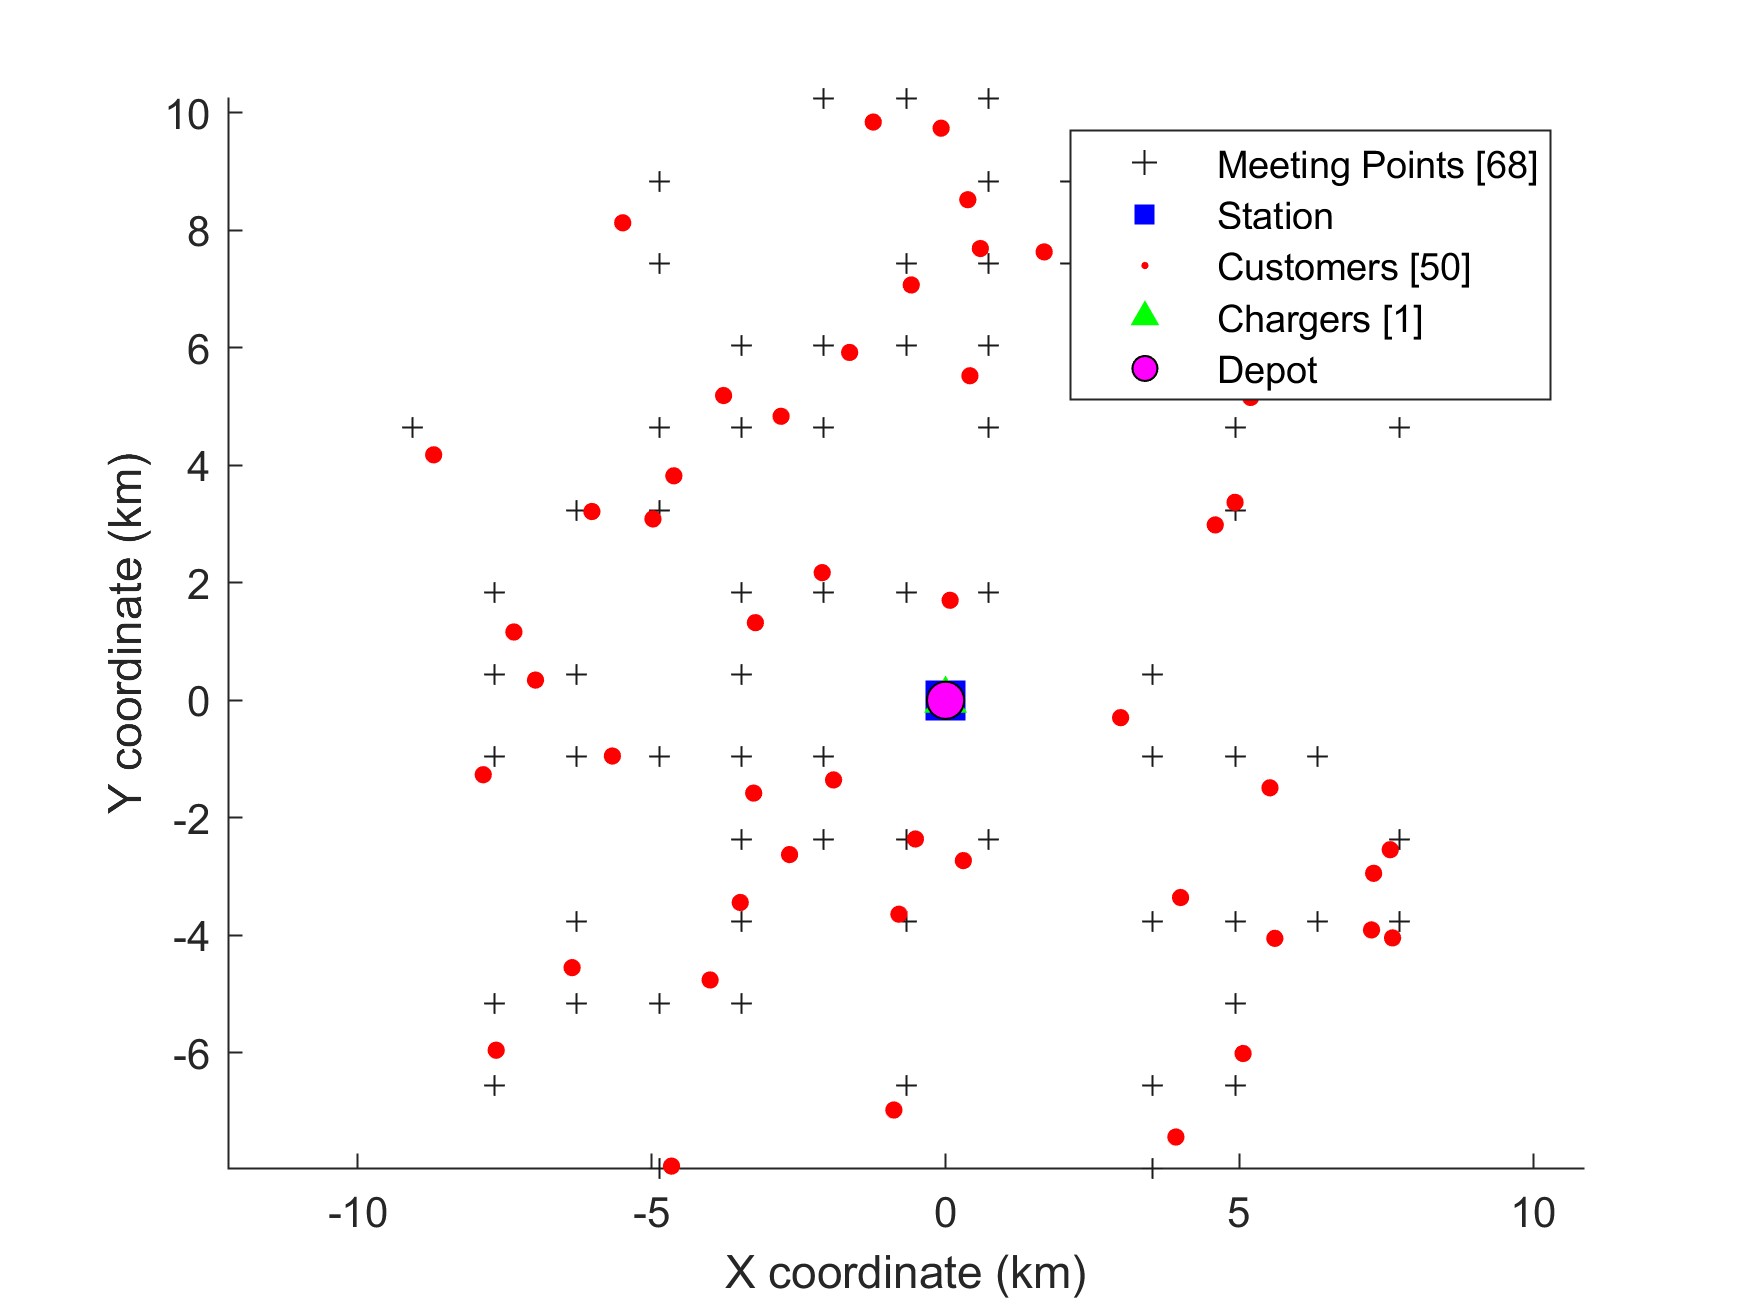 10
8
6
4
2
0
-2
-4
-6
Y coordinate (km)
Meeting Points [68]
Station
Customers [50]
Chargers [1]
Depot
-10 -5 0 5 10
X coordinate (km)